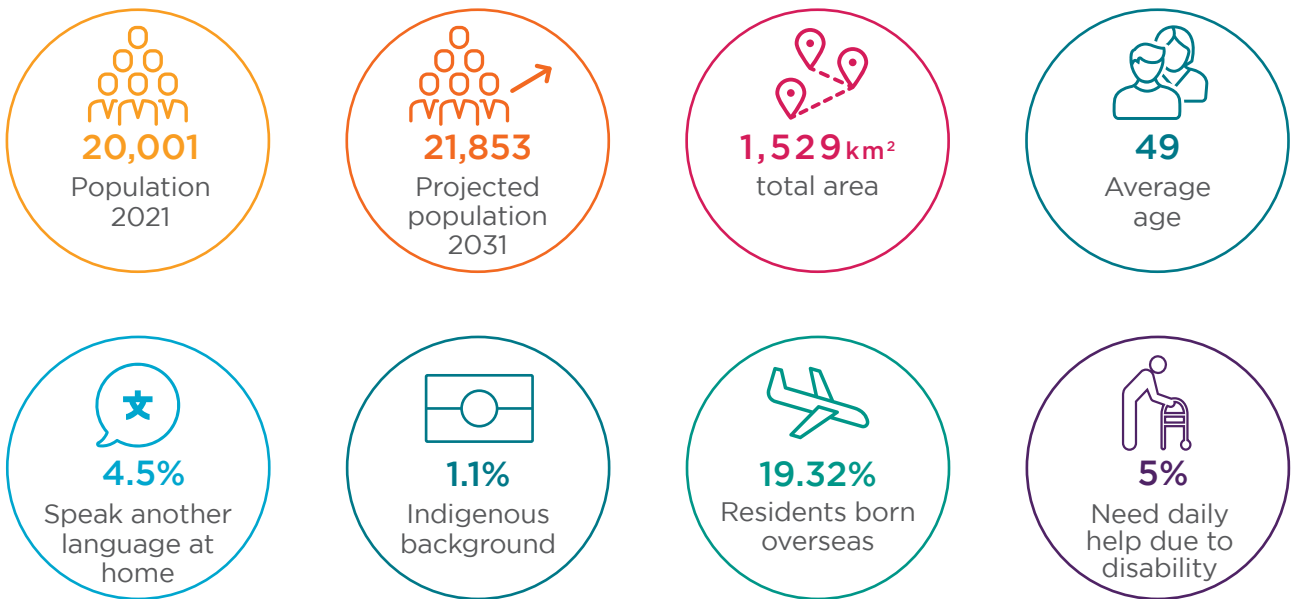 20,001
Population
2021
21,853
Projected
population
2031
1,529 km²
total area
49
Average
age
文
4.5%
Speak another
language at
home
1.1%
Indigenous
background
19.32%
Residents born
overseas
5%
Need daily
help due to
disability